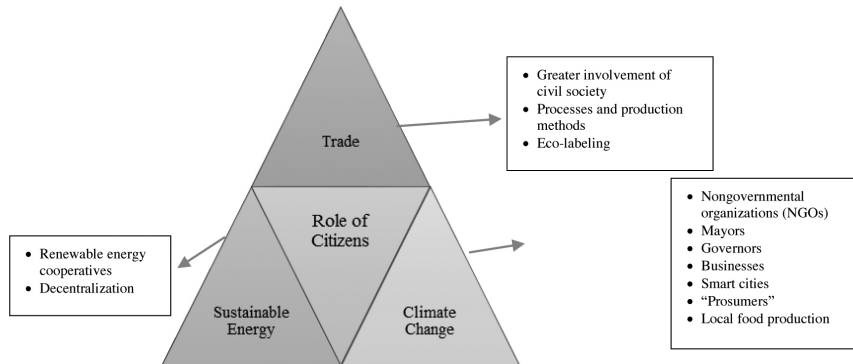 Trade
• Greater involvement of
civil society
• Processes and production
methods
• Eco-labeling
Role of
Citizens
• Renewable energy
cooperatives
• Decentralization
Sustainable
Energy
Climate
Change
• Nongovernmental
organizations (NGOs)
• Mayors
• Governors
• Businesses
• Smart cities
• “Prosumers”
• Local food production